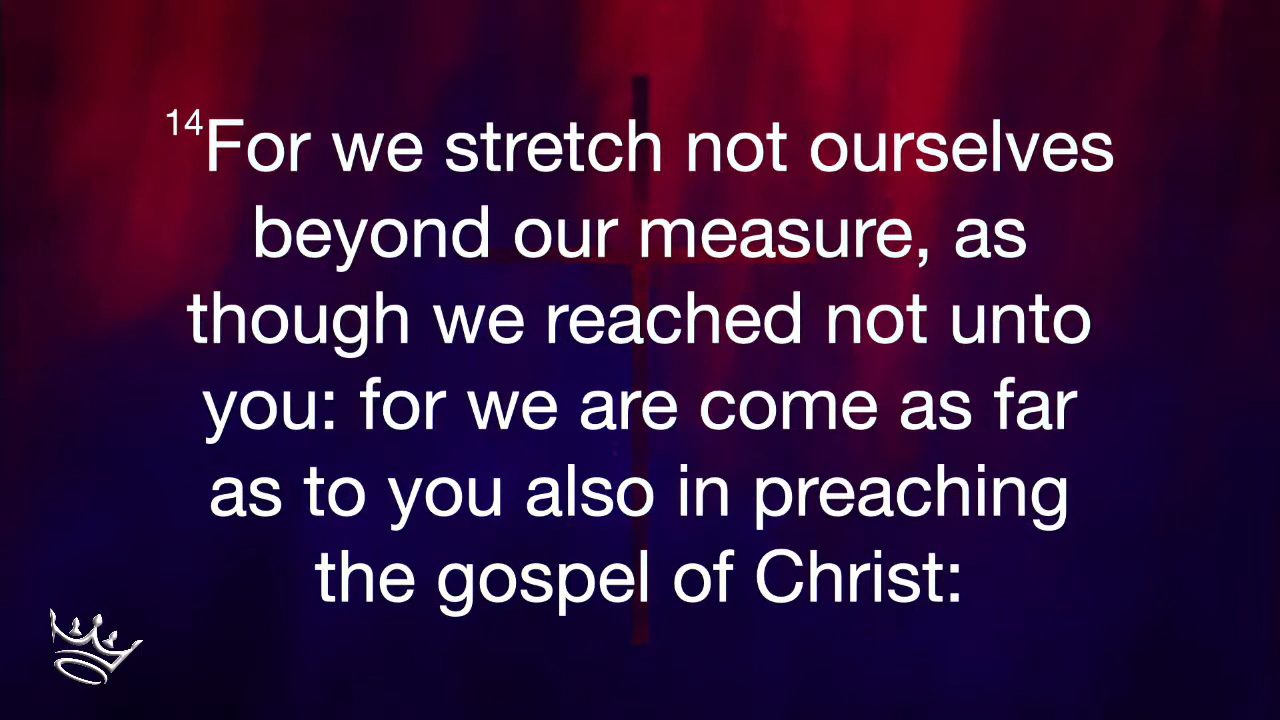 14For we stretch not ourselves
beyond our measure, as
though we reached not unto
you: for we are come as far
as to you also in preaching
the gospel of Christ: